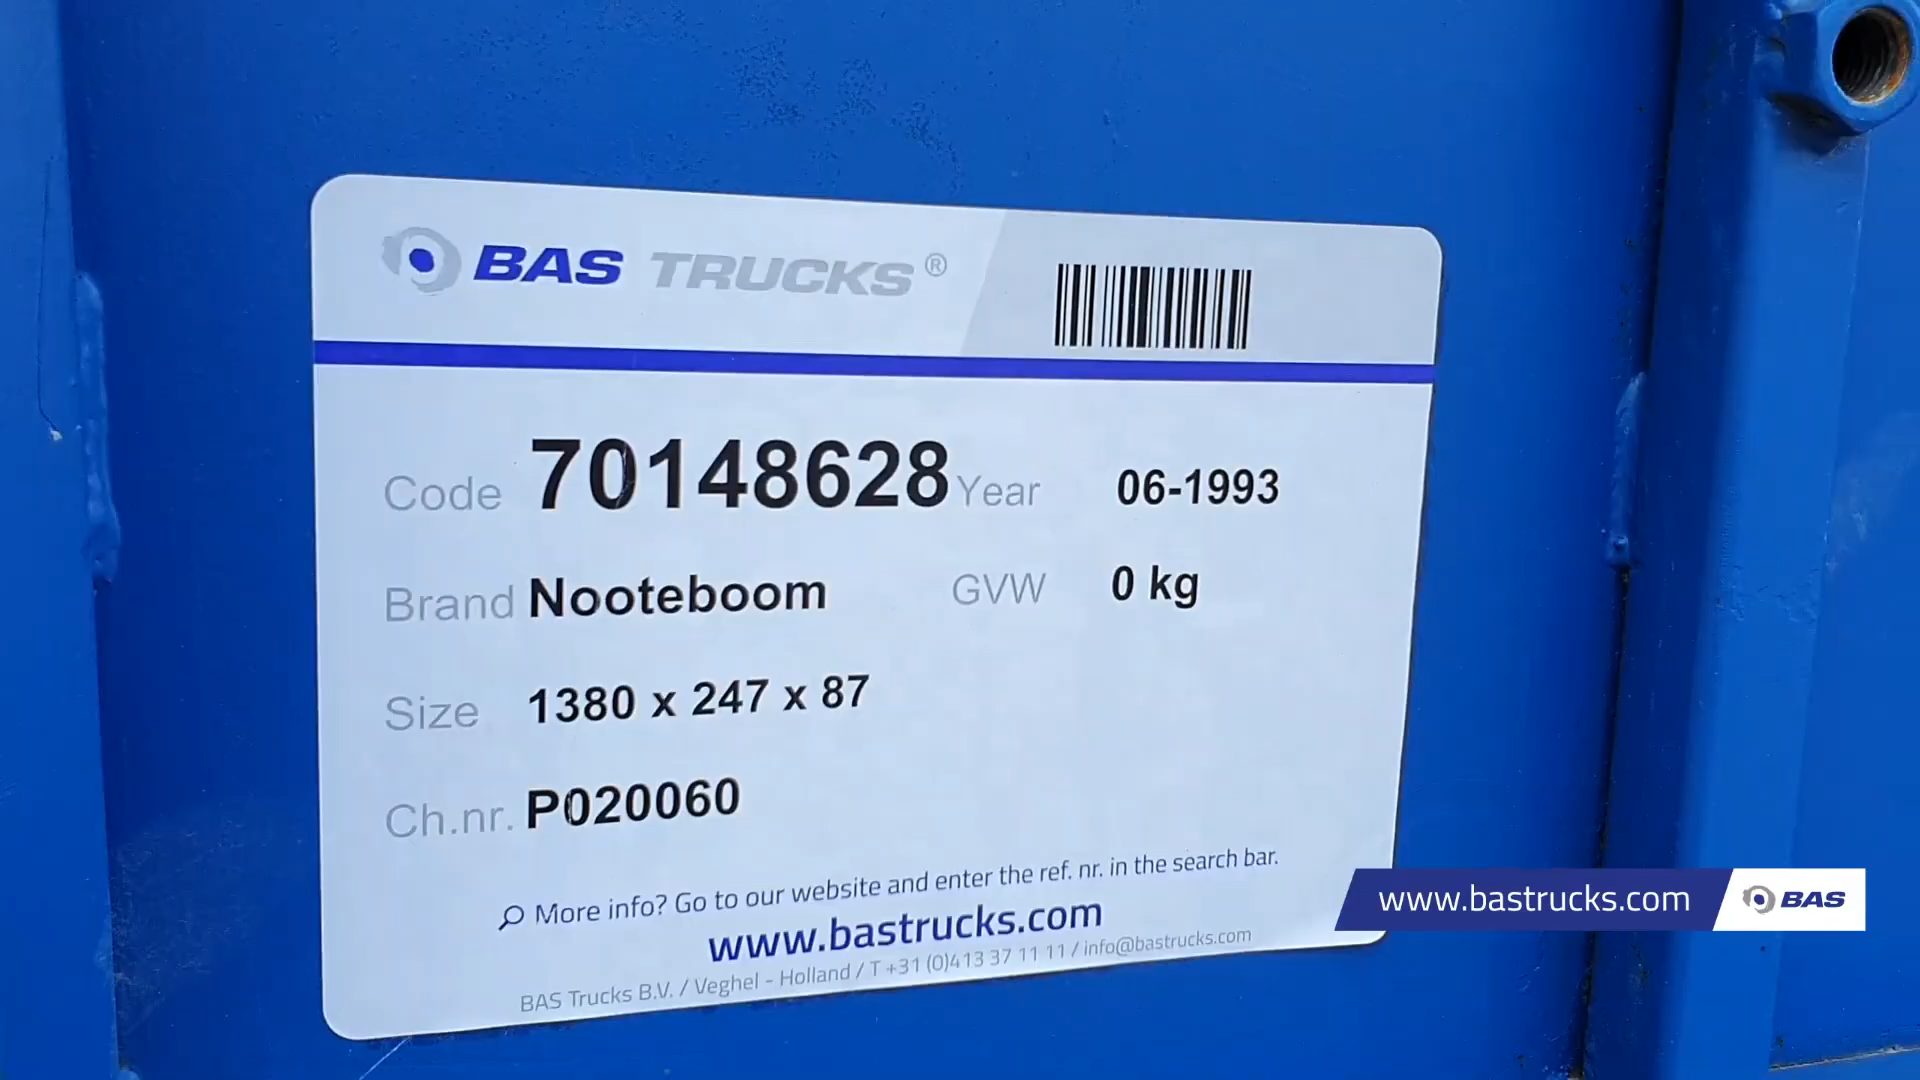 BAS TRUCKS®
Code 70148628 Year 06-1993
Brand Nooteboom GVW 0 kg
Size 1380 x 247 x 87
Ch.nr. P020060
More info? Go to our website and enter the ref. nr. in the search bar.
www.bastrucks.com
BAS Trucks B.V. / Veghel - Holland / T +31 (0)413 37 11 11 / info@bastrucks.com
www.bastrucks.com BAS